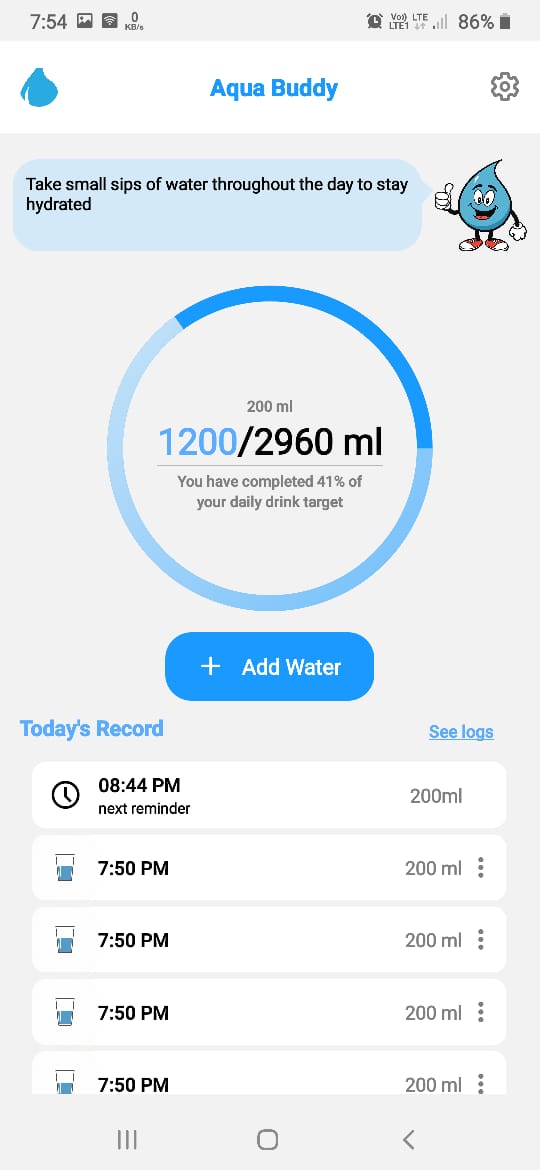 7:54 0 KB/s Vo)) LTE LTE1 86%
Aqua Buddy
Take small sips of water throughout the day to stay
hydrated
200 ml
1200/2960 ml
You have completed 41% of
your daily drink target
+ Add Water
Today's Record See logs
08:44 PM 200ml
next reminder
7:50 PM 200 ml
7:50 PM 200 ml
7:50 PM 200 ml
7:50 PM 200 ml